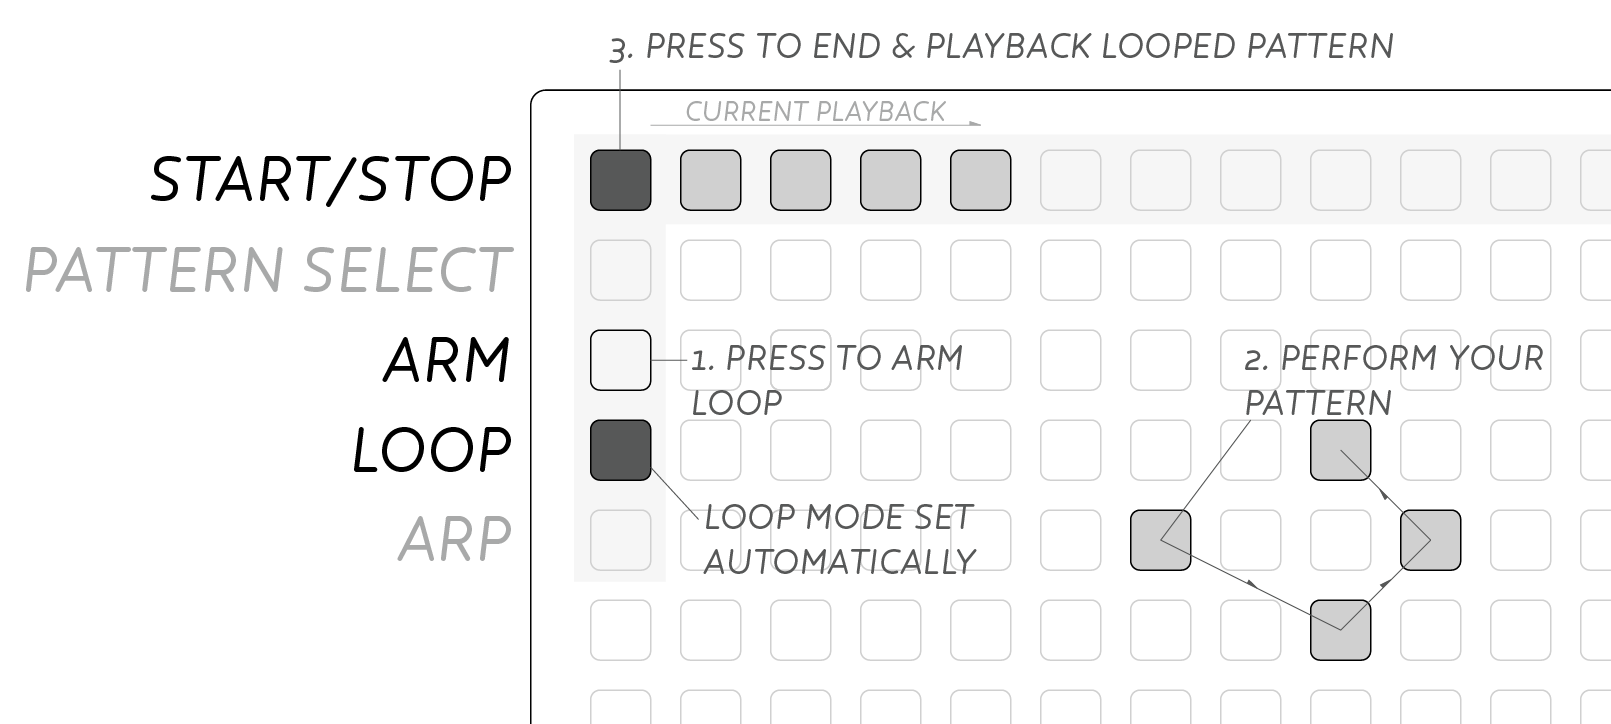 3. PRESS TO END & PLAYBACK LOOPED PATTERN
CURRENT PLAYBACK
START/STOP
PATTERN SELECT
ARM
1. PRESS TO ARM
LOOP
2. PERFORM YOUR
PATTERN
LOOP
LOOP MODE SET
AUTOMATICALLY
ARP